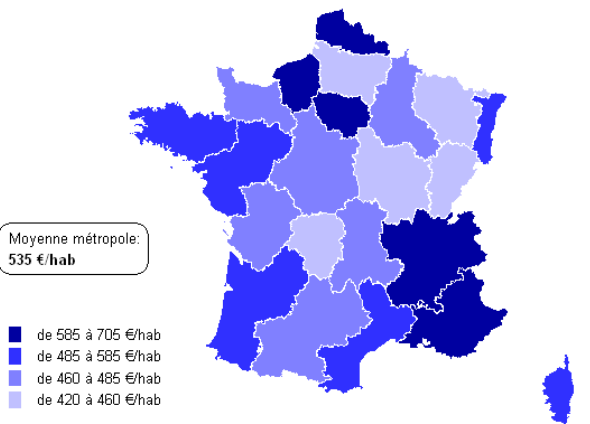 Moyenne métropole:
535 €/hab
de 585 à 705 €/hab
de 485 à 585 €/hab
de 460 à 485 €/hab
de 420 à 460 €/hab